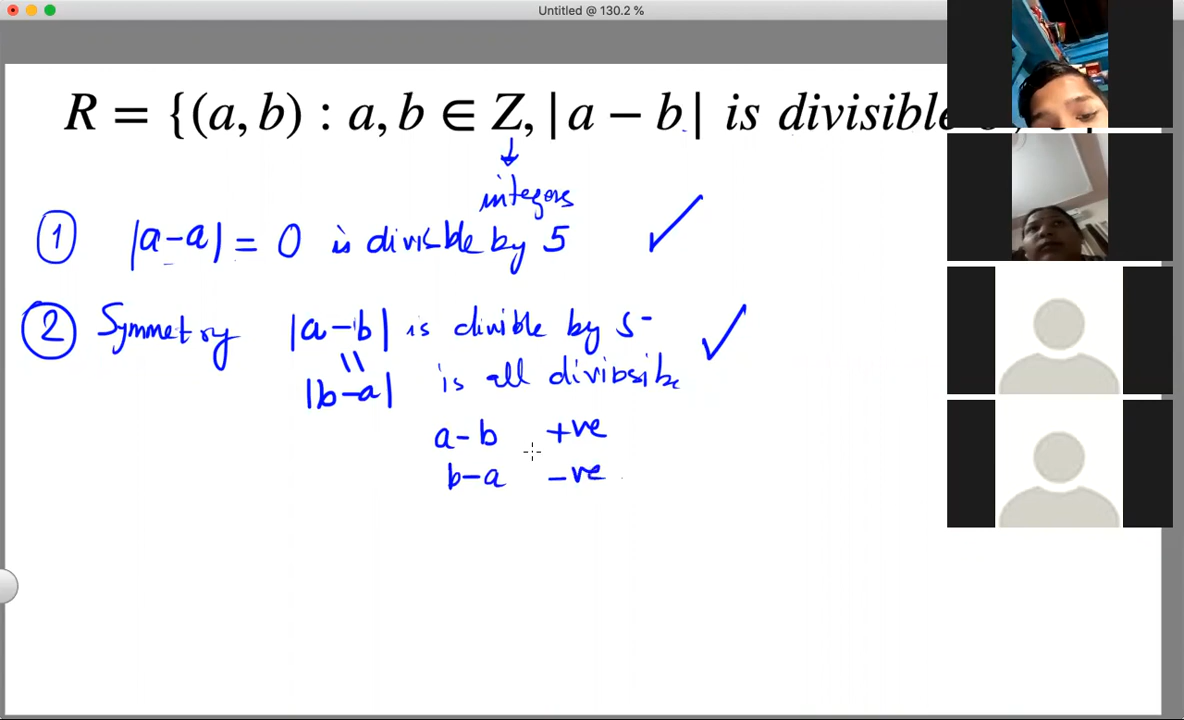 Untitled @ 130.2 %
R = {(a, b) : a, b ∈ Z, |a − b| is divisible
integers
① |a-a| = 0 is divisible by 5
② Symmetry |a-b| is divible by 5
|b-a| is all divibsible
a-b +ve
b-a -ve